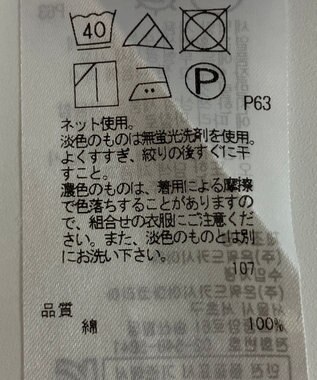 40
P
P63
ネット使用。
淡色のものは無蛍光洗剤を使用。
よくすすぎ、絞りの後すぐに干
すこと。
濃色のものは、着用による摩擦
で色落ちすることがありますの
で、組合せの衣服にご注意くだ
さい。また、淡色のものとは別
にお洗い下さい。
107
品質
綿 100%